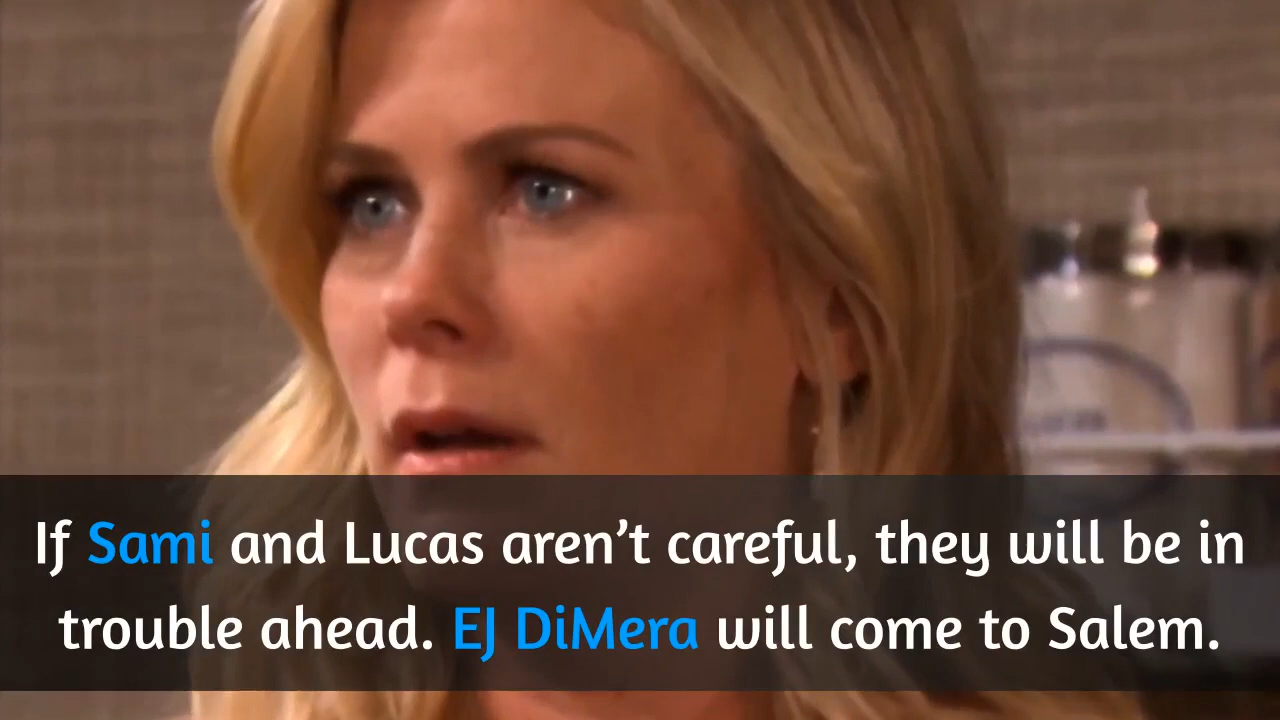 If Sami and Lucas aren’t careful, they will be in
trouble ahead. EJ DiMera will come to Salem.